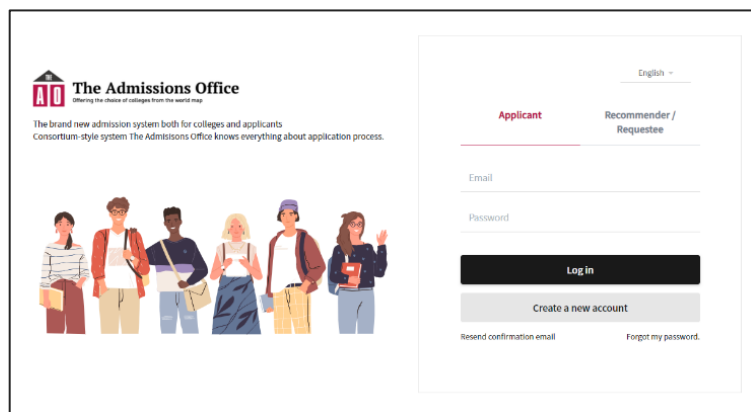 THE
AO
The Admissions Office
Offering the choice of colleges from the world map
The brand new admission system both for colleges and applicants
Consortium-style system The Admisisons Office knows everything about application process.
English
Applicant
Recommender /
Requestee
Email
Password
Log in
Create a new account
Resend confirmation email
Forgot my password.